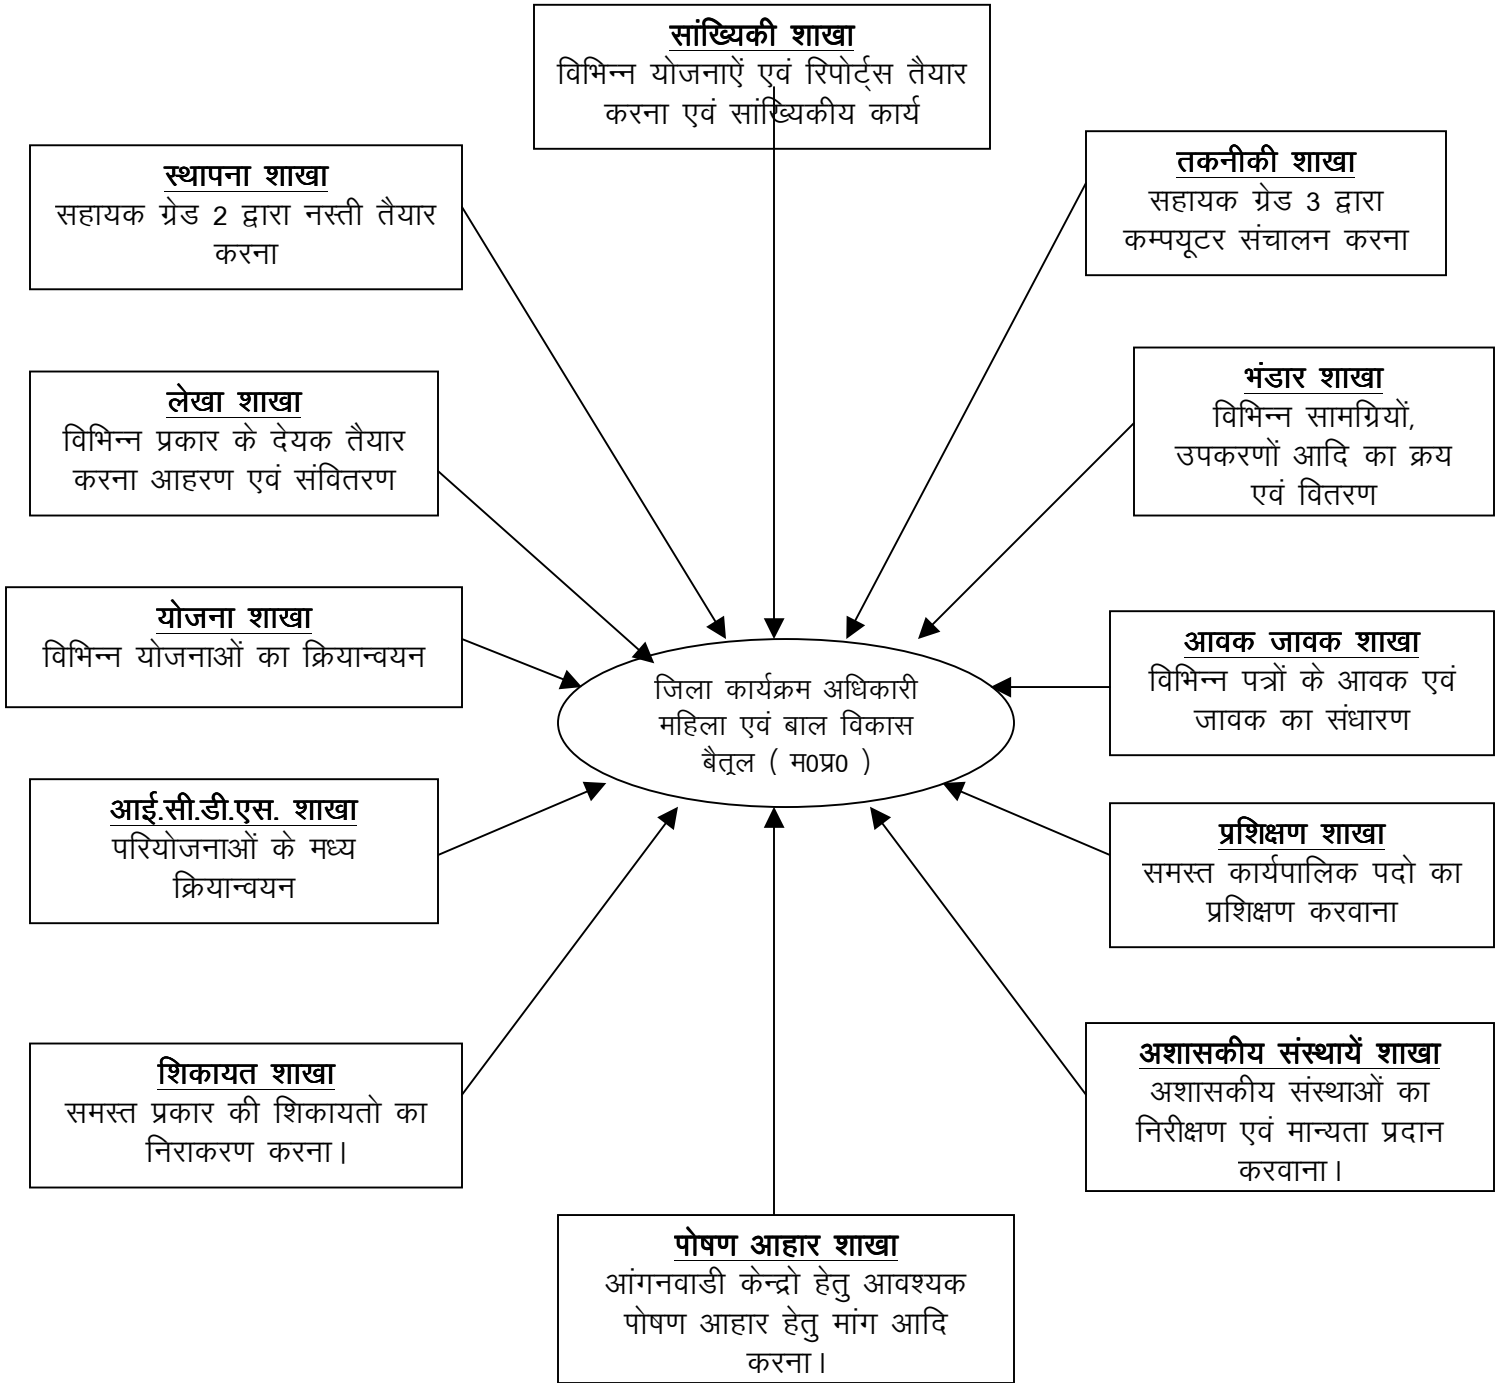 सांख्यिकी शाखा
विभिन्न योजनाऐं एवं रिपोर्ट्स तैयार
करना एवं सांख्यिकीय कार्य
स्थापना शाखा
सहायक ग्रेड 2 द्वारा नस्ती तैयार
करना
तकनीकी शाखा
सहायक ग्रेड 3 द्वारा
कम्पयूटर संचालन करना
लेखा शाखा
विभिन्न प्रकार के देयक तैयार
करना आहरण एवं संवितरण
भंडार शाखा
विभिन्न सामग्रियों,
उपकरणों आदि का क्रय
एवं वितरण
योजना शाखा
विभिन्न योजनाओं का क्रियान्वयन
आवक जावक शाखा
विभिन्न पत्रों के आवक एवं
जावक का संधारण
जिला कार्यक्रम अधिकारी
महिला एवं बाल विकास
बैतूल ( म0प्र0 )
आई.सी.डी.एस. शाखा
परियोजनाओं के मध्य
क्रियान्वयन
प्रशिक्षण शाखा
समस्त कार्यपालिक पदो का
प्रशिक्षण करवाना
शिकायत शाखा
समस्त प्रकार की शिकायतो का
निराकरण करना।
अशासकीय संस्थायें शाखा
अशासकीय संस्थाओं का
निरीक्षण एवं मान्यता प्रदान
करवाना।
पोषण आहार शाखा
आंगनवाडी केन्द्रो हेतु आवश्यक
पोषण आहार हेतु मांग आदि
करना।